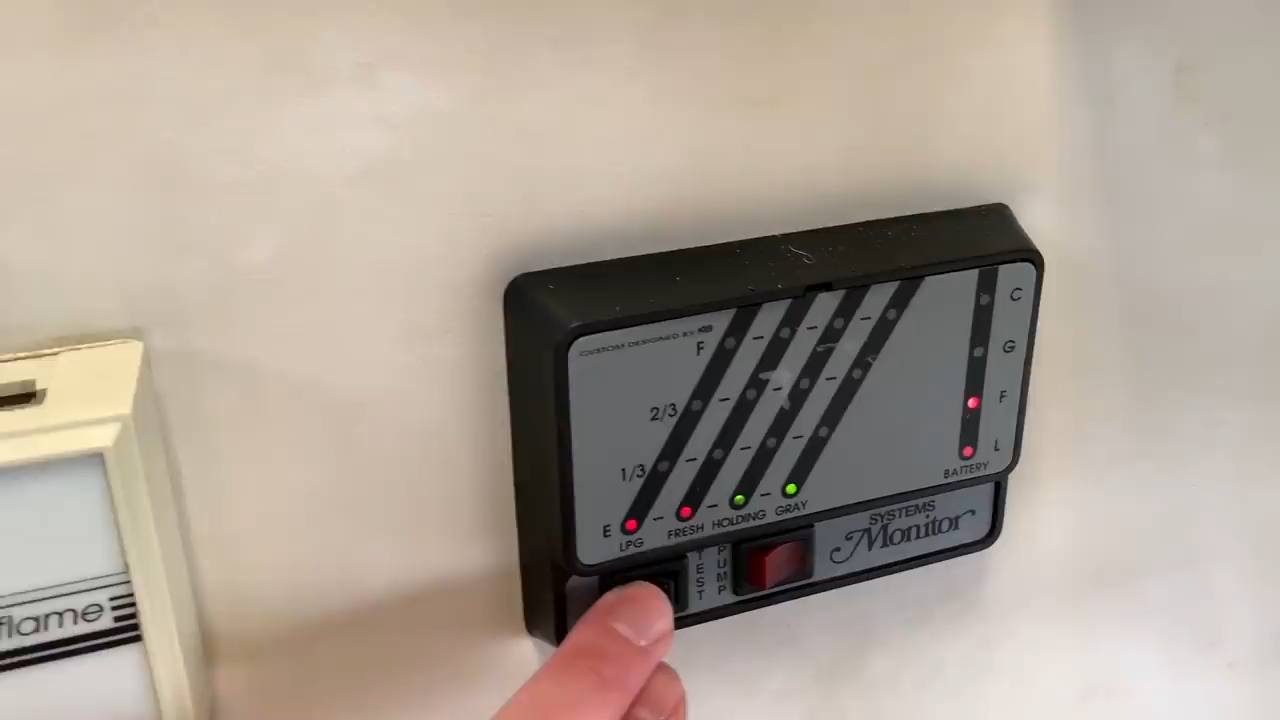 CUSTOM DESIGNED BY
F
2/3
1/3
E
LPG
FRESH
HOLDING
GRAY
C
G
F
L
BATTERY
TEST
PUMP
SYSTEMS
Monitor
flame